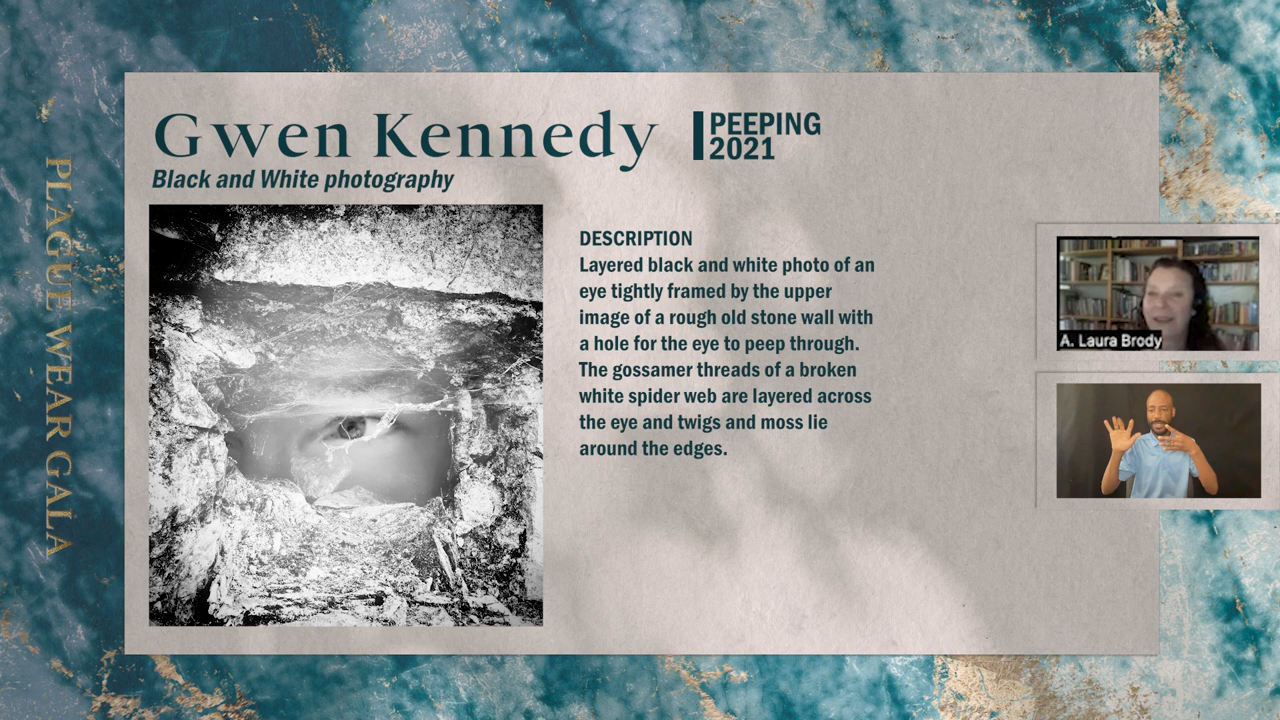 PLAGUE WEAR GALA
Gwen Kennedy
PEEPING
2021
Black and White photography
DESCRIPTION
Layered black and white photo of an
eye tightly framed by the upper
image of a rough old stone wall with
a hole for the eye to peep through.
The gossamer threads of a broken
white spider web are layered across
the eye and twigs and moss lie
around the edges.
A. Laura Brody